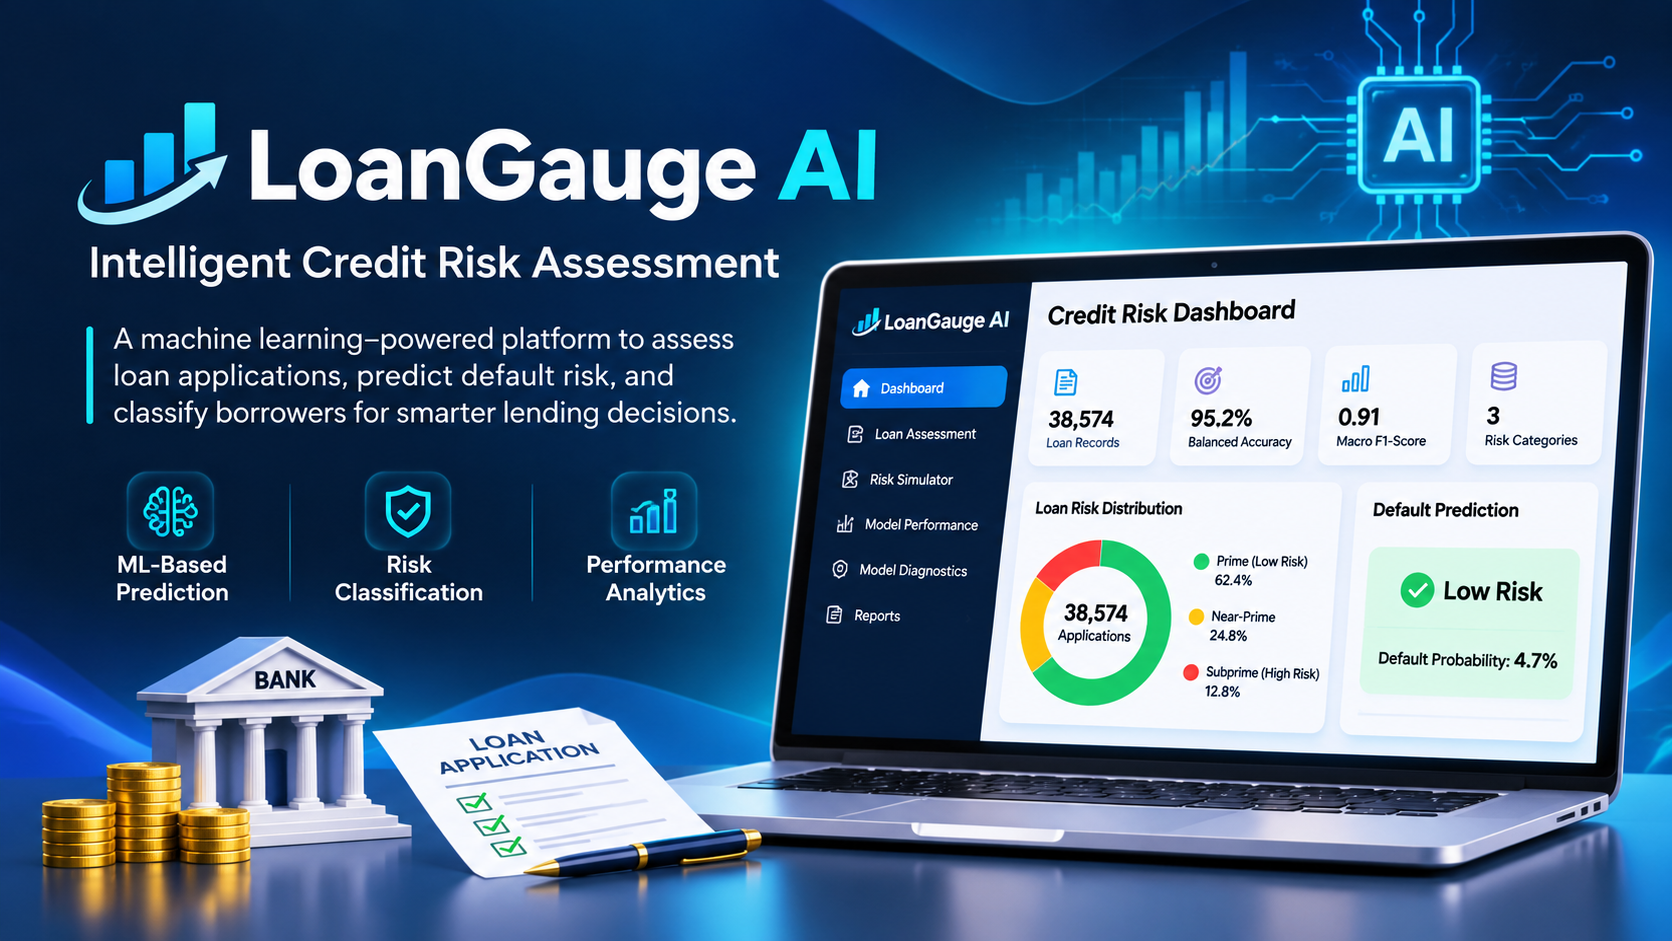 LoanGauge AI
Intelligent Credit Risk Assessment
A machine learning–powered platform to assess
loan applications, predict default risk, and
classify borrowers for smarter lending decisions.
ML-Based
Prediction
Risk
Classification
Performance
Analytics
BANK
LOAN
APPLICATION
AI
LoanGauge AI
Dashboard
Loan Assessment
Risk Simulator
Model Performance
Model Diagnostics
Reports
Credit Risk Dashboard
38,574
Loan Records
95.2%
Balanced Accuracy
0.91
Macro F1-Score
3
Risk Categories
Loan Risk Distribution
38,574
Applications
Prime (Low Risk)
62.4%
Near-Prime
24.8%
Subprime (High Risk)
12.8%
Default Prediction
Low Risk
Default Probability: 4.7%